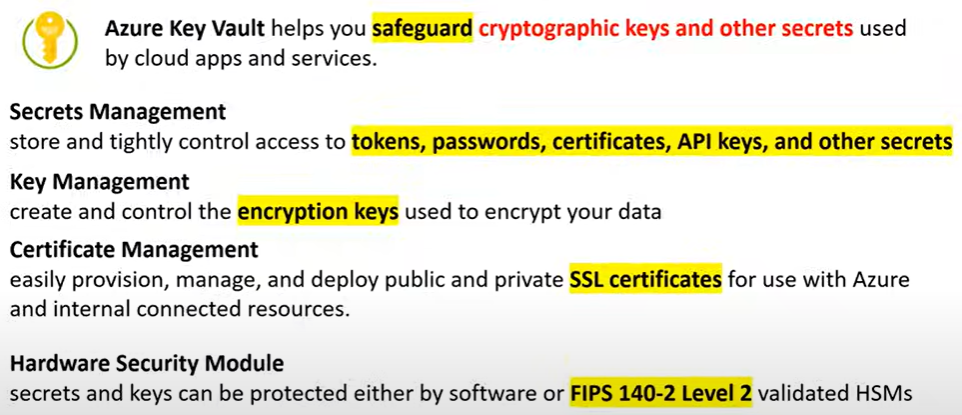 Azure Key Vault helps you safeguard cryptographic keys and other secrets used
by cloud apps and services.
Secrets Management
store and tightly control access to tokens, passwords, certificates, API keys, and other secrets
Key Management
create and control the encryption keys used to encrypt your data
Certificate Management
easily provision, manage, and deploy public and private SSL certificates for use with Azure
and internal connected resources.
Hardware Security Module
secrets and keys can be protected either by software or FIPS 140-2 Level 2 validated HSMs